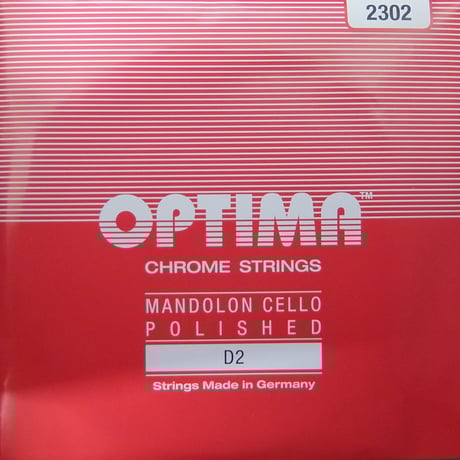 2302
OPTIMA™
CHROME STRINGS
MANDOLON CELLO
POLISHED
D2
Strings Made in Germany